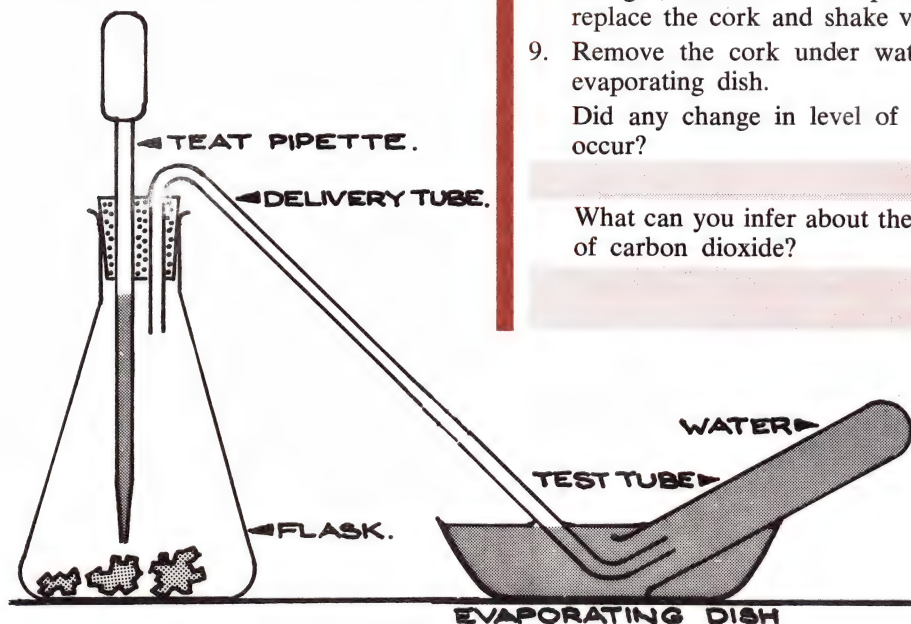 replace the cork and shake
9. Remove the cork under
evaporating dish.
Did any change in level of
occur?
What can you infer about the
of carbon dioxide?
TEAT PIPETTE.
DELIVERY TUBE.
WATER
TEST TUBE
FLASK.
EVAPORATING DISH